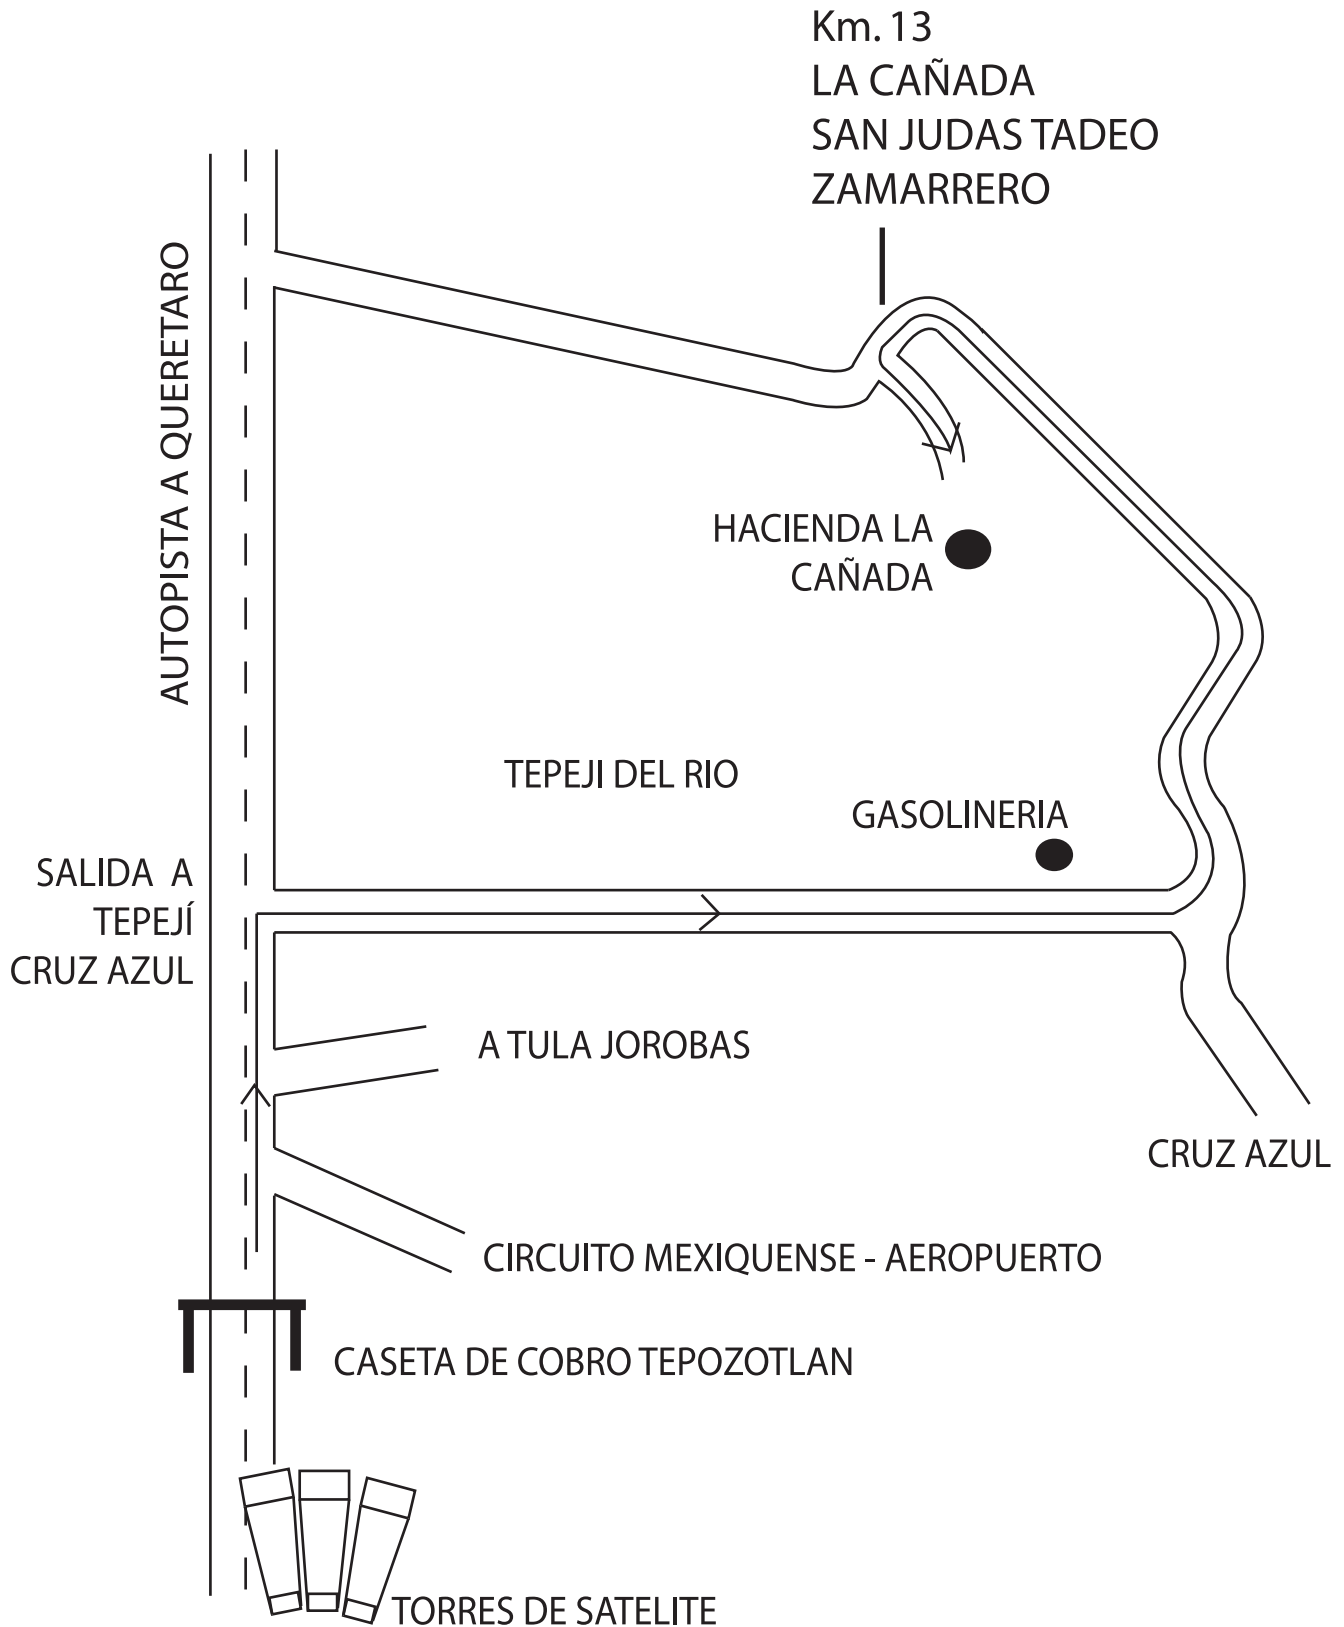 Km. 13
LA CAÑADA
SAN JUDAS TADEO
ZAMARRERO
AUTOPISTA A QUERETARO
HACIENDA LA
CAÑADA
TEPEJI DEL RIO
GASOLINERIA
SALIDA A
TEPEJÍ
CRUZ AZUL
A TULA JOROBAS
CRUZ AZUL
CIRCUITO MEXIQUENSE - AEROPUERTO
CASETA DE COBRO TEPOZOTLAN
TORRES DE SATELITE